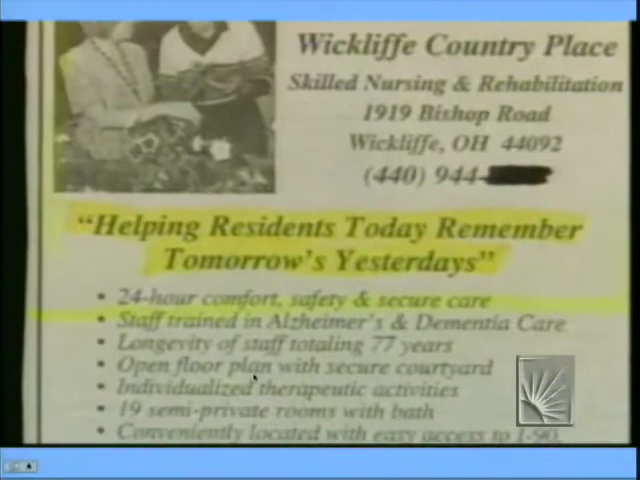 Wickliffe Country Place
Skilled Nursing & Rehabilitation
1919 Bishop Road
Wickliffe, OH 44092
(440) 944-
"Helping Residents Today Remember
Tomorrow's Yesterdays"
• 24-hour comfort, safety & secure care
• Staff trained in Alzheimer's & Dementia Care
• Longevity of staff totaling 77 years
• Open floor plan with secure courtyard
• Individualized therapeutic activities
• 19 semi-private rooms with bath
• Conveniently located with easy access to I-90.